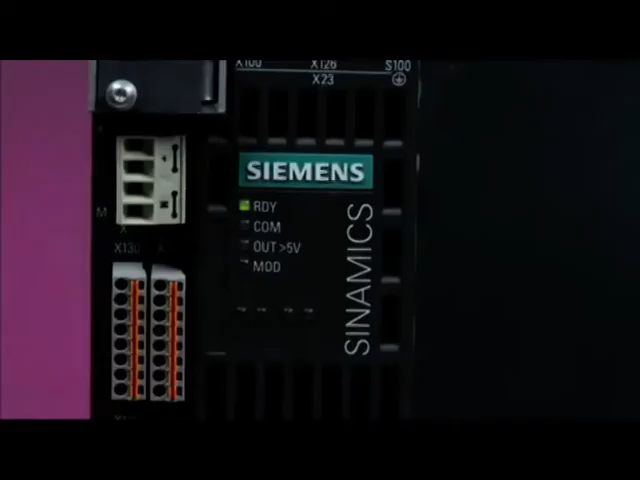 X100 X126 S100
X23
SIEMENS
RDY
COM
OUT >5V
MOD
SINAMICS
M
X130